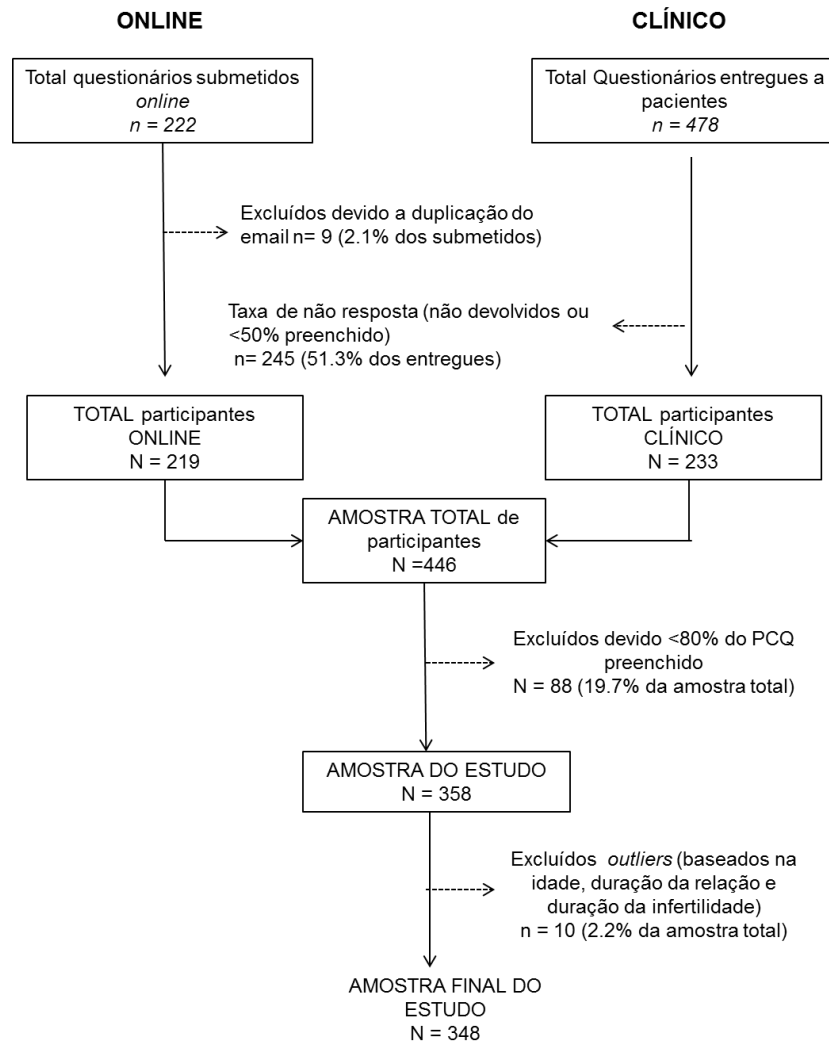 ONLINE
CLÍNICO
Total questionários submetidos
online
n = 222
Total Questionários entregues a
pacientes
n = 478
Excluídos devido a duplicação do
email n= 9 (2.1% dos submetidos)
Taxa de não resposta (não devolvidos ou
<50% preenchido)
n= 245 (51.3% dos entregues)
TOTAL participantes
ONLINE
N = 219
TOTAL participantes
CLÍNICO
N = 233
AMOSTRA TOTAL de
participantes
N =446
Excluídos devido <80% do PCQ
preenchido
N = 88 (19.7% da amostra total)
AMOSTRA DO ESTUDO
N = 358
Excluídos outliers (baseados na
idade, duração da relação e
duração da infertilidade)
n = 10 (2.2% da amostra total)
AMOSTRA FINAL DO
ESTUDO
N = 348